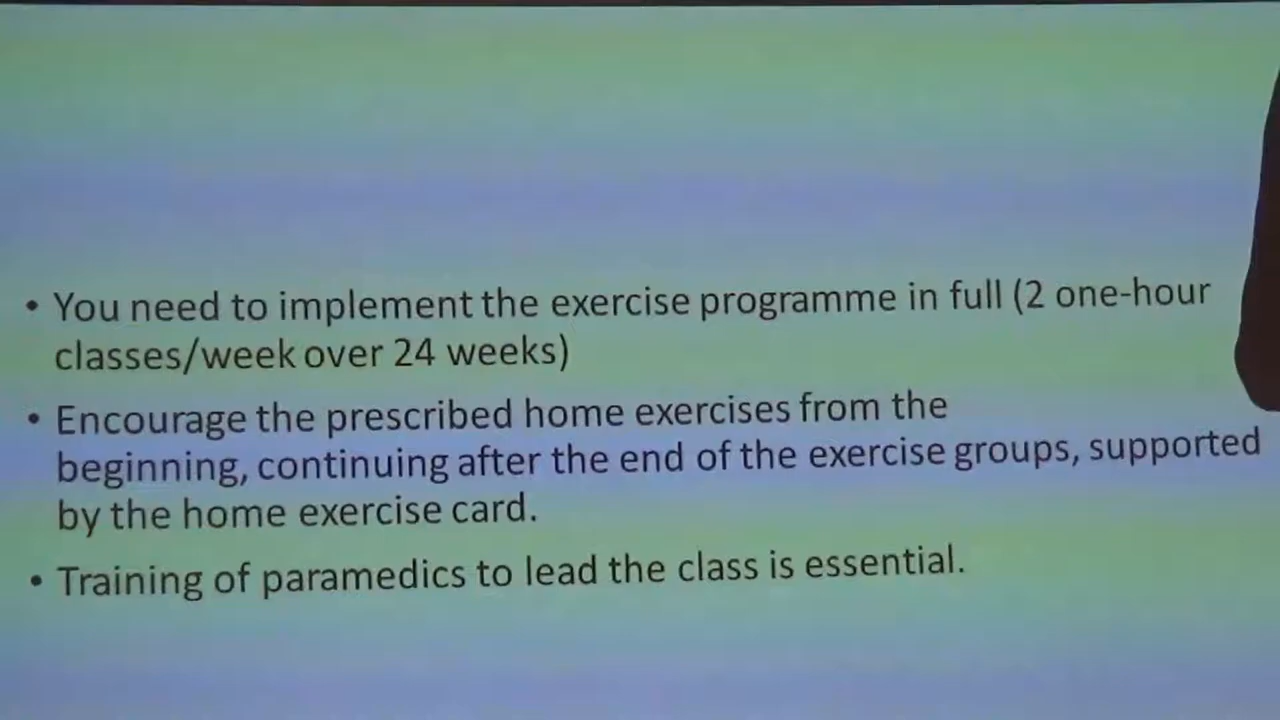 • You need to implement the exercise programme in full (2 one-hour
classes/week over 24 weeks)
• Encourage the prescribed home exercises from the
beginning, continuing after the end of the exercise groups, supported
by the home exercise card.
• Training of paramedics to lead the class is essential.